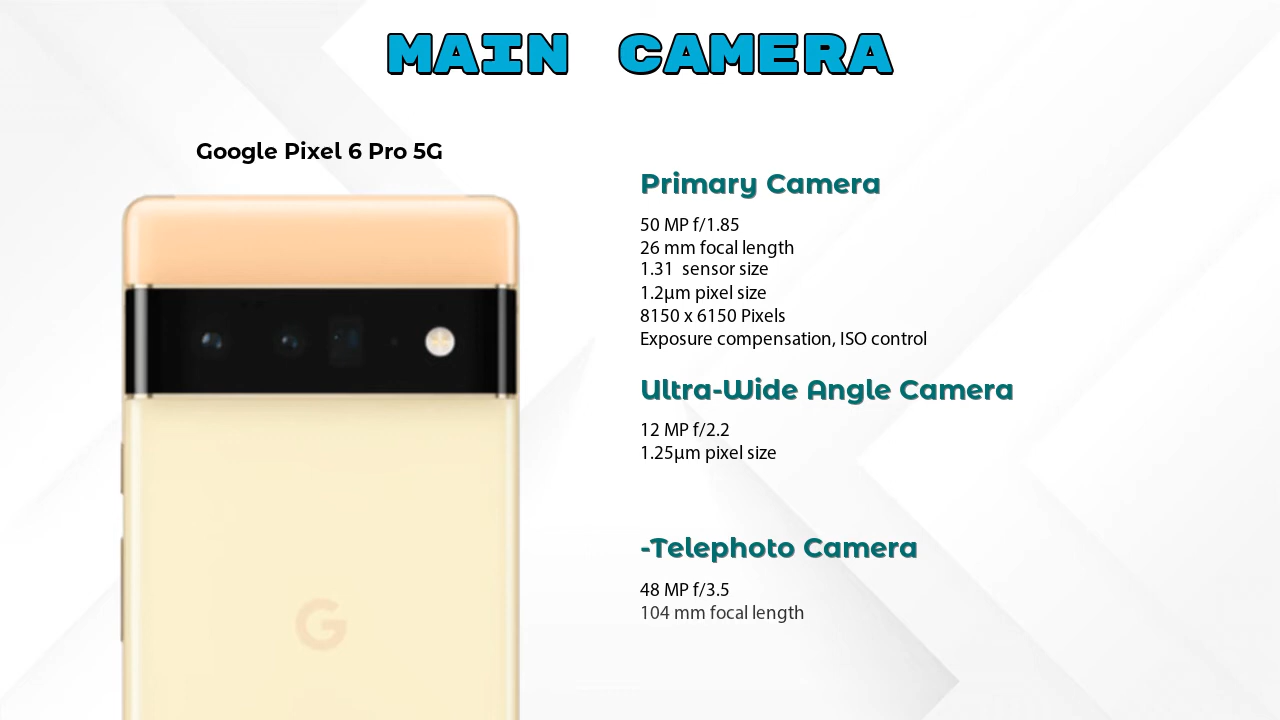 MAIN CAMERA
Google Pixel 6 Pro 5G
Primary Camera
50 MP f/1.85
26 mm focal length
1.31  sensor size
1.2µm pixel size
8150 x 6150 Pixels
Exposure compensation, ISO control
Ultra-Wide Angle Camera
12 MP f/2.2
1.25µm pixel size
-Telephoto Camera
48 MP f/3.5
104 mm focal length
G